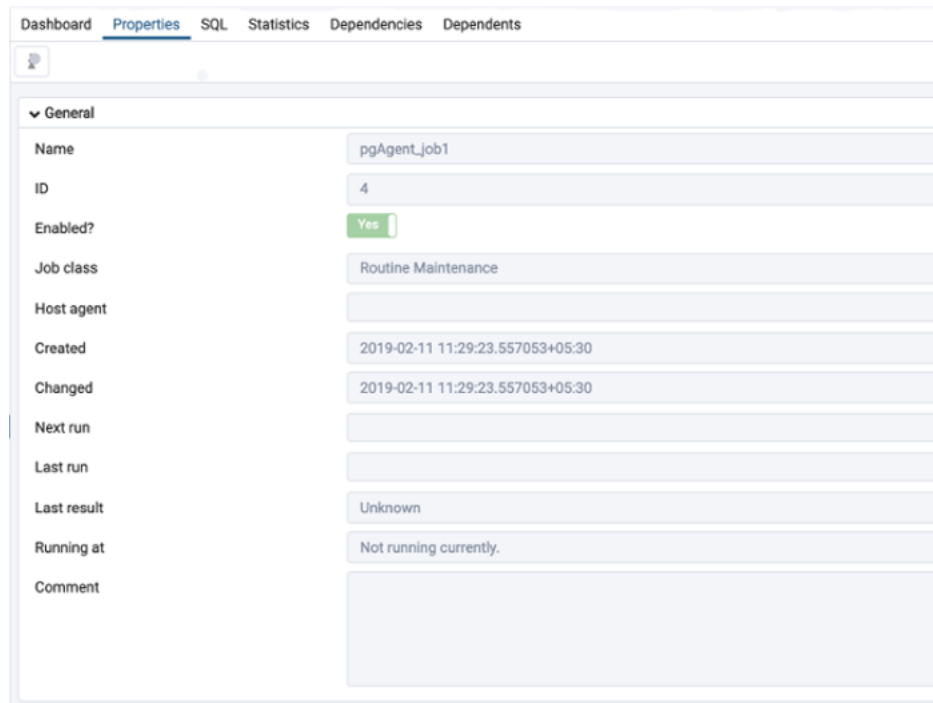 Dashboard Properties SQL Statistics Dependencies Dependents
General
Name pgAgent_job1
ID 4
Enabled? Yes
Job class Routine Maintenance
Host agent
Created 2019-02-11 11:29:23.557053+05:30
Changed 2019-02-11 11:29:23.557053+05:30
Next run
Last run
Last result Unknown
Running at Not running currently.
Comment